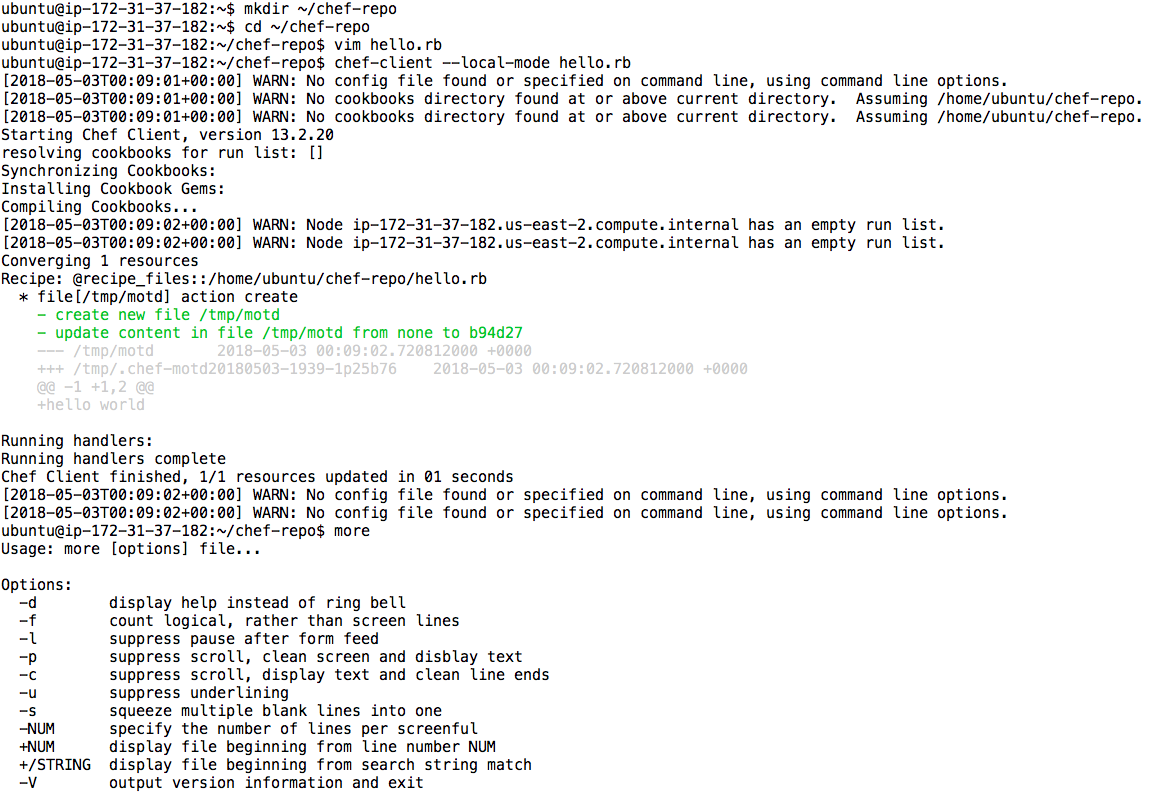 ubuntu@ip-172-31-37-182:~$ mkdir ~/chef-repo
ubuntu@ip-172-31-37-182:~$ cd ~/chef-repo
ubuntu@ip-172-31-37-182:~/chef-repo$ vim hello.rb
ubuntu@ip-172-31-37-182:~/chef-repo$ chef-client --local-mode hello.rb
[2018-05-03T00:09:01+00:00] WARN: No config file found or specified on command line, using command line options.
[2018-05-03T00:09:01+00:00] WARN: No cookbooks directory found at or above current directory.  Assuming /home/ubuntu/chef-repo.
[2018-05-03T00:09:01+00:00] WARN: No cookbooks directory found at or above current directory.  Assuming /home/ubuntu/chef-repo.
Starting Chef Client, version 13.2.20
resolving cookbooks for run list: []
Synchronizing Cookbooks:
Installing Cookbook Gems:
Compiling Cookbooks...
[2018-05-03T00:09:02+00:00] WARN: Node ip-172-31-37-182.us-east-2.compute.internal has an empty run list.
[2018-05-03T00:09:02+00:00] WARN: Node ip-172-31-37-182.us-east-2.compute.internal has an empty run list.
Converging 1 resources
Recipe: @recipe_files::/home/ubuntu/chef-repo/hello.rb
  * file[/tmp/motd] action create
    - create new file /tmp/motd
    - update content in file /tmp/motd from none to b94d27
    --- /tmp/motd       2018-05-03 00:09:02.720812000 +0000
    +++ /tmp/.chef-motd20180503-1939-1p25b76    2018-05-03 00:09:02.720812000 +0000
    @@ -1 +1,2 @@
    +hello world
Running handlers:
Running handlers complete
Chef Client finished, 1/1 resources updated in 01 seconds
[2018-05-03T00:09:02+00:00] WARN: No config file found or specified on command line, using command line options.
[2018-05-03T00:09:02+00:00] WARN: No config file found or specified on command line, using command line options.
ubuntu@ip-172-31-37-182:~/chef-repo$ more
Usage: more [options] file...
Options:
  -d        display help instead of ring bell
  -f        count logical, rather than screen lines
  -l        suppress pause after form feed
  -p        suppress scroll, clean screen and disblay text
  -c        suppress scroll, display text and clean line ends
  -u        suppress underlining
  -s        squeeze multiple blank lines into one
  -NUM      specify the number of lines per screenful
  +NUM      display file beginning from line number NUM
  +/STRING  display file beginning from search string match
  -V        output version information and exit